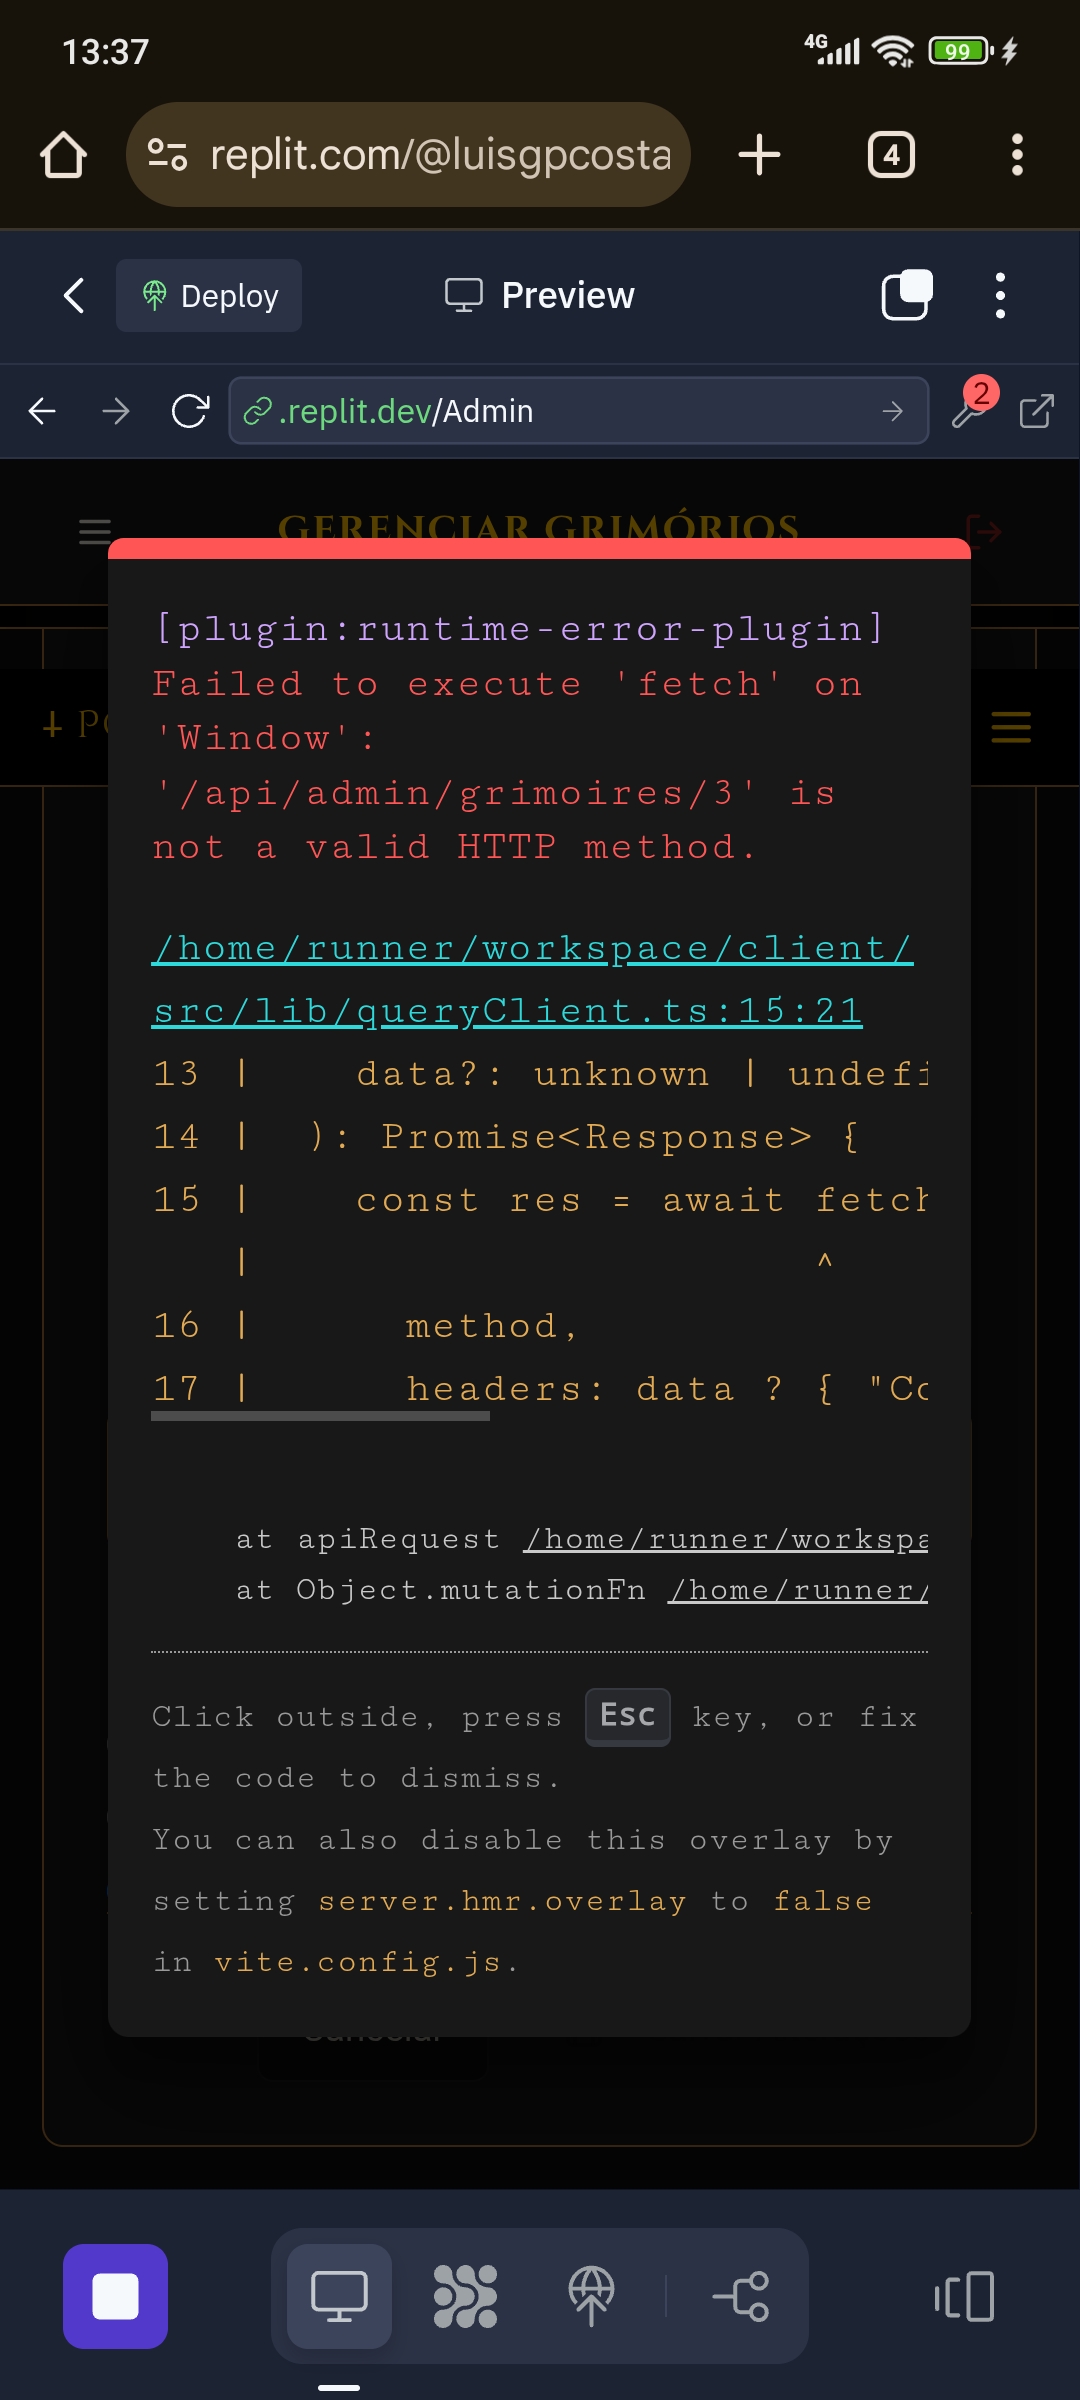 13:37
4G
99
replit.com/@luisgpcosta
4
Deploy
Preview
.replit.dev/Admin
2
GERENCIAR GRIMÓRIOS
[plugin:runtime-error-plugin]
Failed to execute 'fetch' on
'Window':
'/api/admin/grimoires/3' is
not a valid HTTP method.
/home/runner/workspace/client/
src/lib/queryClient.ts:15:21
13 | data?: unknown | undefi
14 | ): Promise<Response> {
15 | const res = await fetch
| ^
16 | method,
17 | headers: data ? { "Co
at apiRequest /home/runner/workspa
at Object.mutationFn /home/runner/
Click outside, press Esc key, or fix
the code to dismiss.
You can also disable this overlay by
setting server.hmr.overlay to false
in vite.config.js.